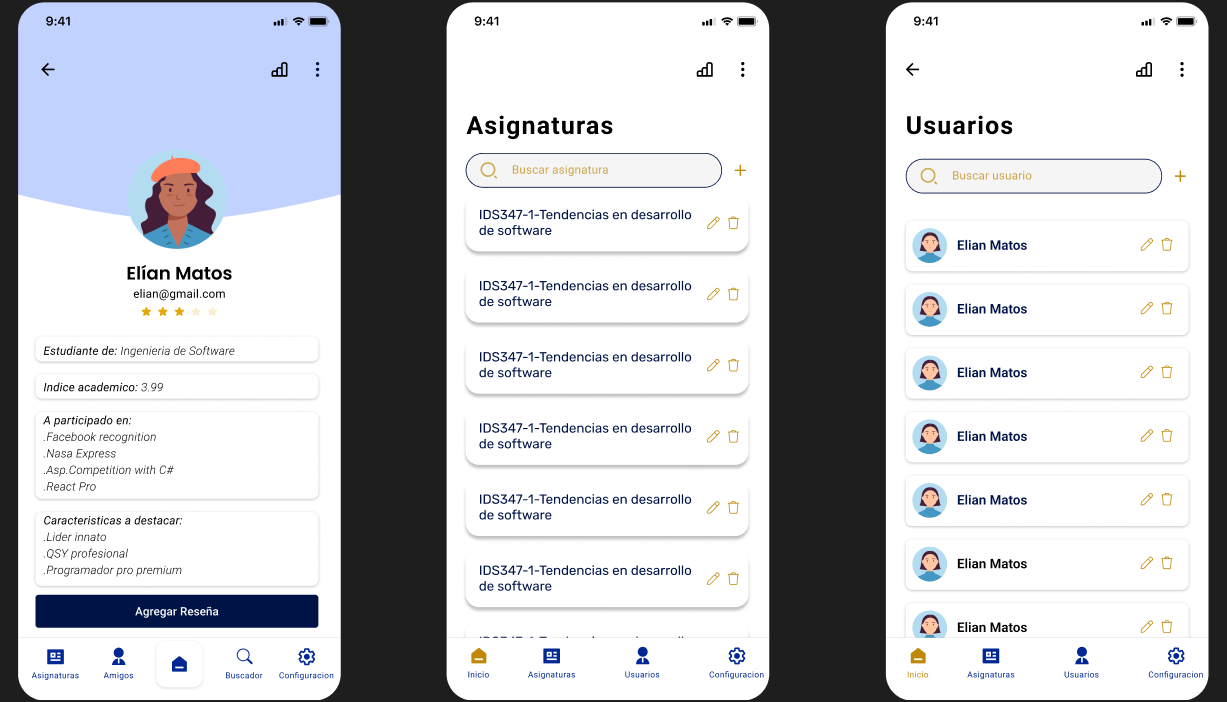 9:41
Elían Matos
elian@gmail.com
Estudiante de: Ingenieria de Software
Indice academico: 3.99
A participado en:
.Facebook recognition
.Nasa Express
.Asp.Competition with C#
.React Pro
Caracteristicas a destacar:
.Lider innato
.QSY profesional
.Programador pro premium
Agregar Reseña
Asignaturas
Amigos
Buscador
Configuracion
9:41
Asignaturas
Buscar asignatura
IDS347-1-Tendencias en desarrollo
de software
IDS347-1-Tendencias en desarrollo
de software
IDS347-1-Tendencias en desarrollo
de software
IDS347-1-Tendencias en desarrollo
de software
IDS347-1-Tendencias en desarrollo
de software
IDS347-1-Tendencias en desarrollo
de software
Inicio
Asignaturas
Usuarios
Configuracion
9:41
Usuarios
Buscar usuario
Elian Matos
Elian Matos
Elian Matos
Elian Matos
Elian Matos
Elian Matos
Elian Matos
Inicio
Asignaturas
Usuarios
Configuracion